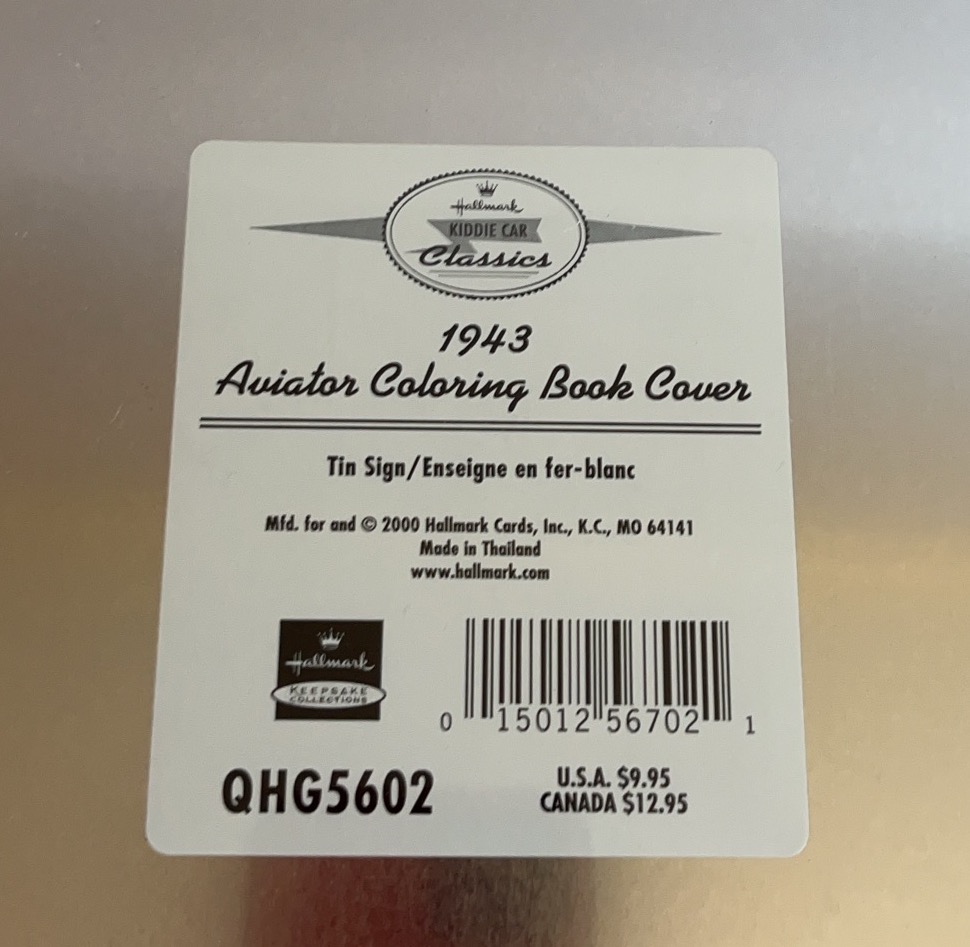 Hallmark
KIDDIE CAR
Classics
1943
Aviator Coloring Book Cover
Tin Sign/Enseigne en fer-blanc
Mfd. for and © 2000 Hallmark Cards, Inc., K.C., MO 64141
Made in Thailand
www.hallmark.com
Hallmark
KEEPSAKE
COLLECTIONS
0 15012 56702 1
QHG5602
U.S.A. $9.95
CANADA $12.95